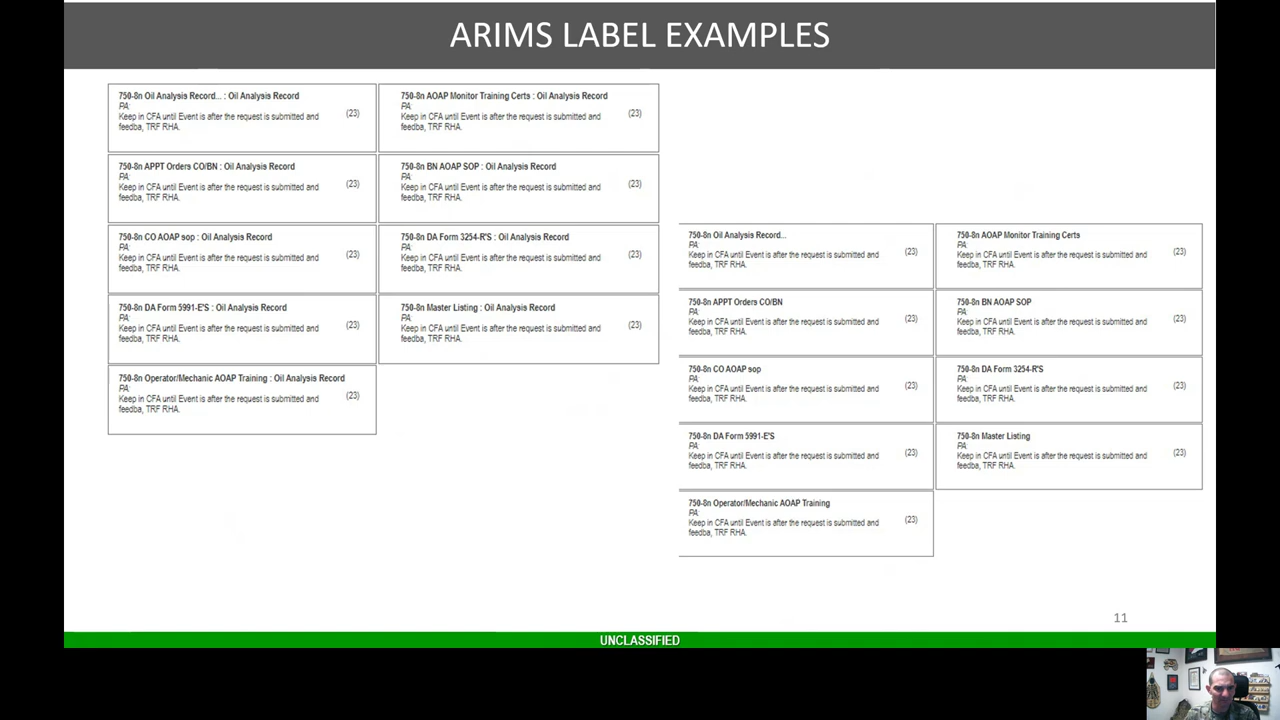 ARIMS LABEL EXAMPLES
750-8n Oil Analysis Record... : Oil Analysis Record
PA:
Keep in CFA until Event is after the request is submitted and
feedba, TRF RHA.
(23)
750-8n AOAP Monitor Training Certs : Oil Analysis Record
PA:
Keep in CFA until Event is after the request is submitted and
feedba, TRF RHA.
(23)
750-8n APPT Orders CO/BN : Oil Analysis Record
PA:
Keep in CFA until Event is after the request is submitted and
feedba, TRF RHA.
(23)
750-8n BN AOAP SOP : Oil Analysis Record
PA:
Keep in CFA until Event is after the request is submitted and
feedba, TRF RHA.
(23)
750-8n CO AOAP sop : Oil Analysis Record
PA:
Keep in CFA until Event is after the request is submitted and
feedba, TRF RHA.
(23)
750-8n DA Form 3254-R'S : Oil Analysis Record
PA:
Keep in CFA until Event is after the request is submitted and
feedba, TRF RHA.
(23)
750-8n DA Form 5991-E'S : Oil Analysis Record
PA:
Keep in CFA until Event is after the request is submitted and
feedba, TRF RHA.
(23)
750-8n Master Listing : Oil Analysis Record
PA:
Keep in CFA until Event is after the request is submitted and
feedba, TRF RHA.
(23)
750-8n Operator/Mechanic AOAP Training : Oil Analysis Record
PA:
Keep in CFA until Event is after the request is submitted and
feedba, TRF RHA.
(23)
750-8n Oil Analysis Record...
PA:
Keep in CFA until Event is after the request is submitted and
feedba, TRF RHA.
(23)
750-8n AOAP Monitor Training Certs
PA:
Keep in CFA until Event is after the request is submitted and
feedba, TRF RHA.
(23)
750-8n APPT Orders CO/BN
PA:
Keep in CFA until Event is after the request is submitted and
feedba, TRF RHA.
(23)
750-8n BN AOAP SOP
PA:
Keep in CFA until Event is after the request is submitted and
feedba, TRF RHA.
(23)
750-8n CO AOAP sop
PA:
Keep in CFA until Event is after the request is submitted and
feedba, TRF RHA.
(23)
750-8n DA Form 3254-R'S
PA:
Keep in CFA until Event is after the request is submitted and
feedba, TRF RHA.
(23)
750-8n DA Form 5991-E'S
PA:
Keep in CFA until Event is after the request is submitted and
feedba, TRF RHA.
(23)
750-8n Master Listing
PA:
Keep in CFA until Event is after the request is submitted and
feedba, TRF RHA.
(23)
750-8n Operator/Mechanic AOAP Training
PA:
Keep in CFA until Event is after the request is submitted and
feedba, TRF RHA.
(23)
11
UNCLASSIFIED